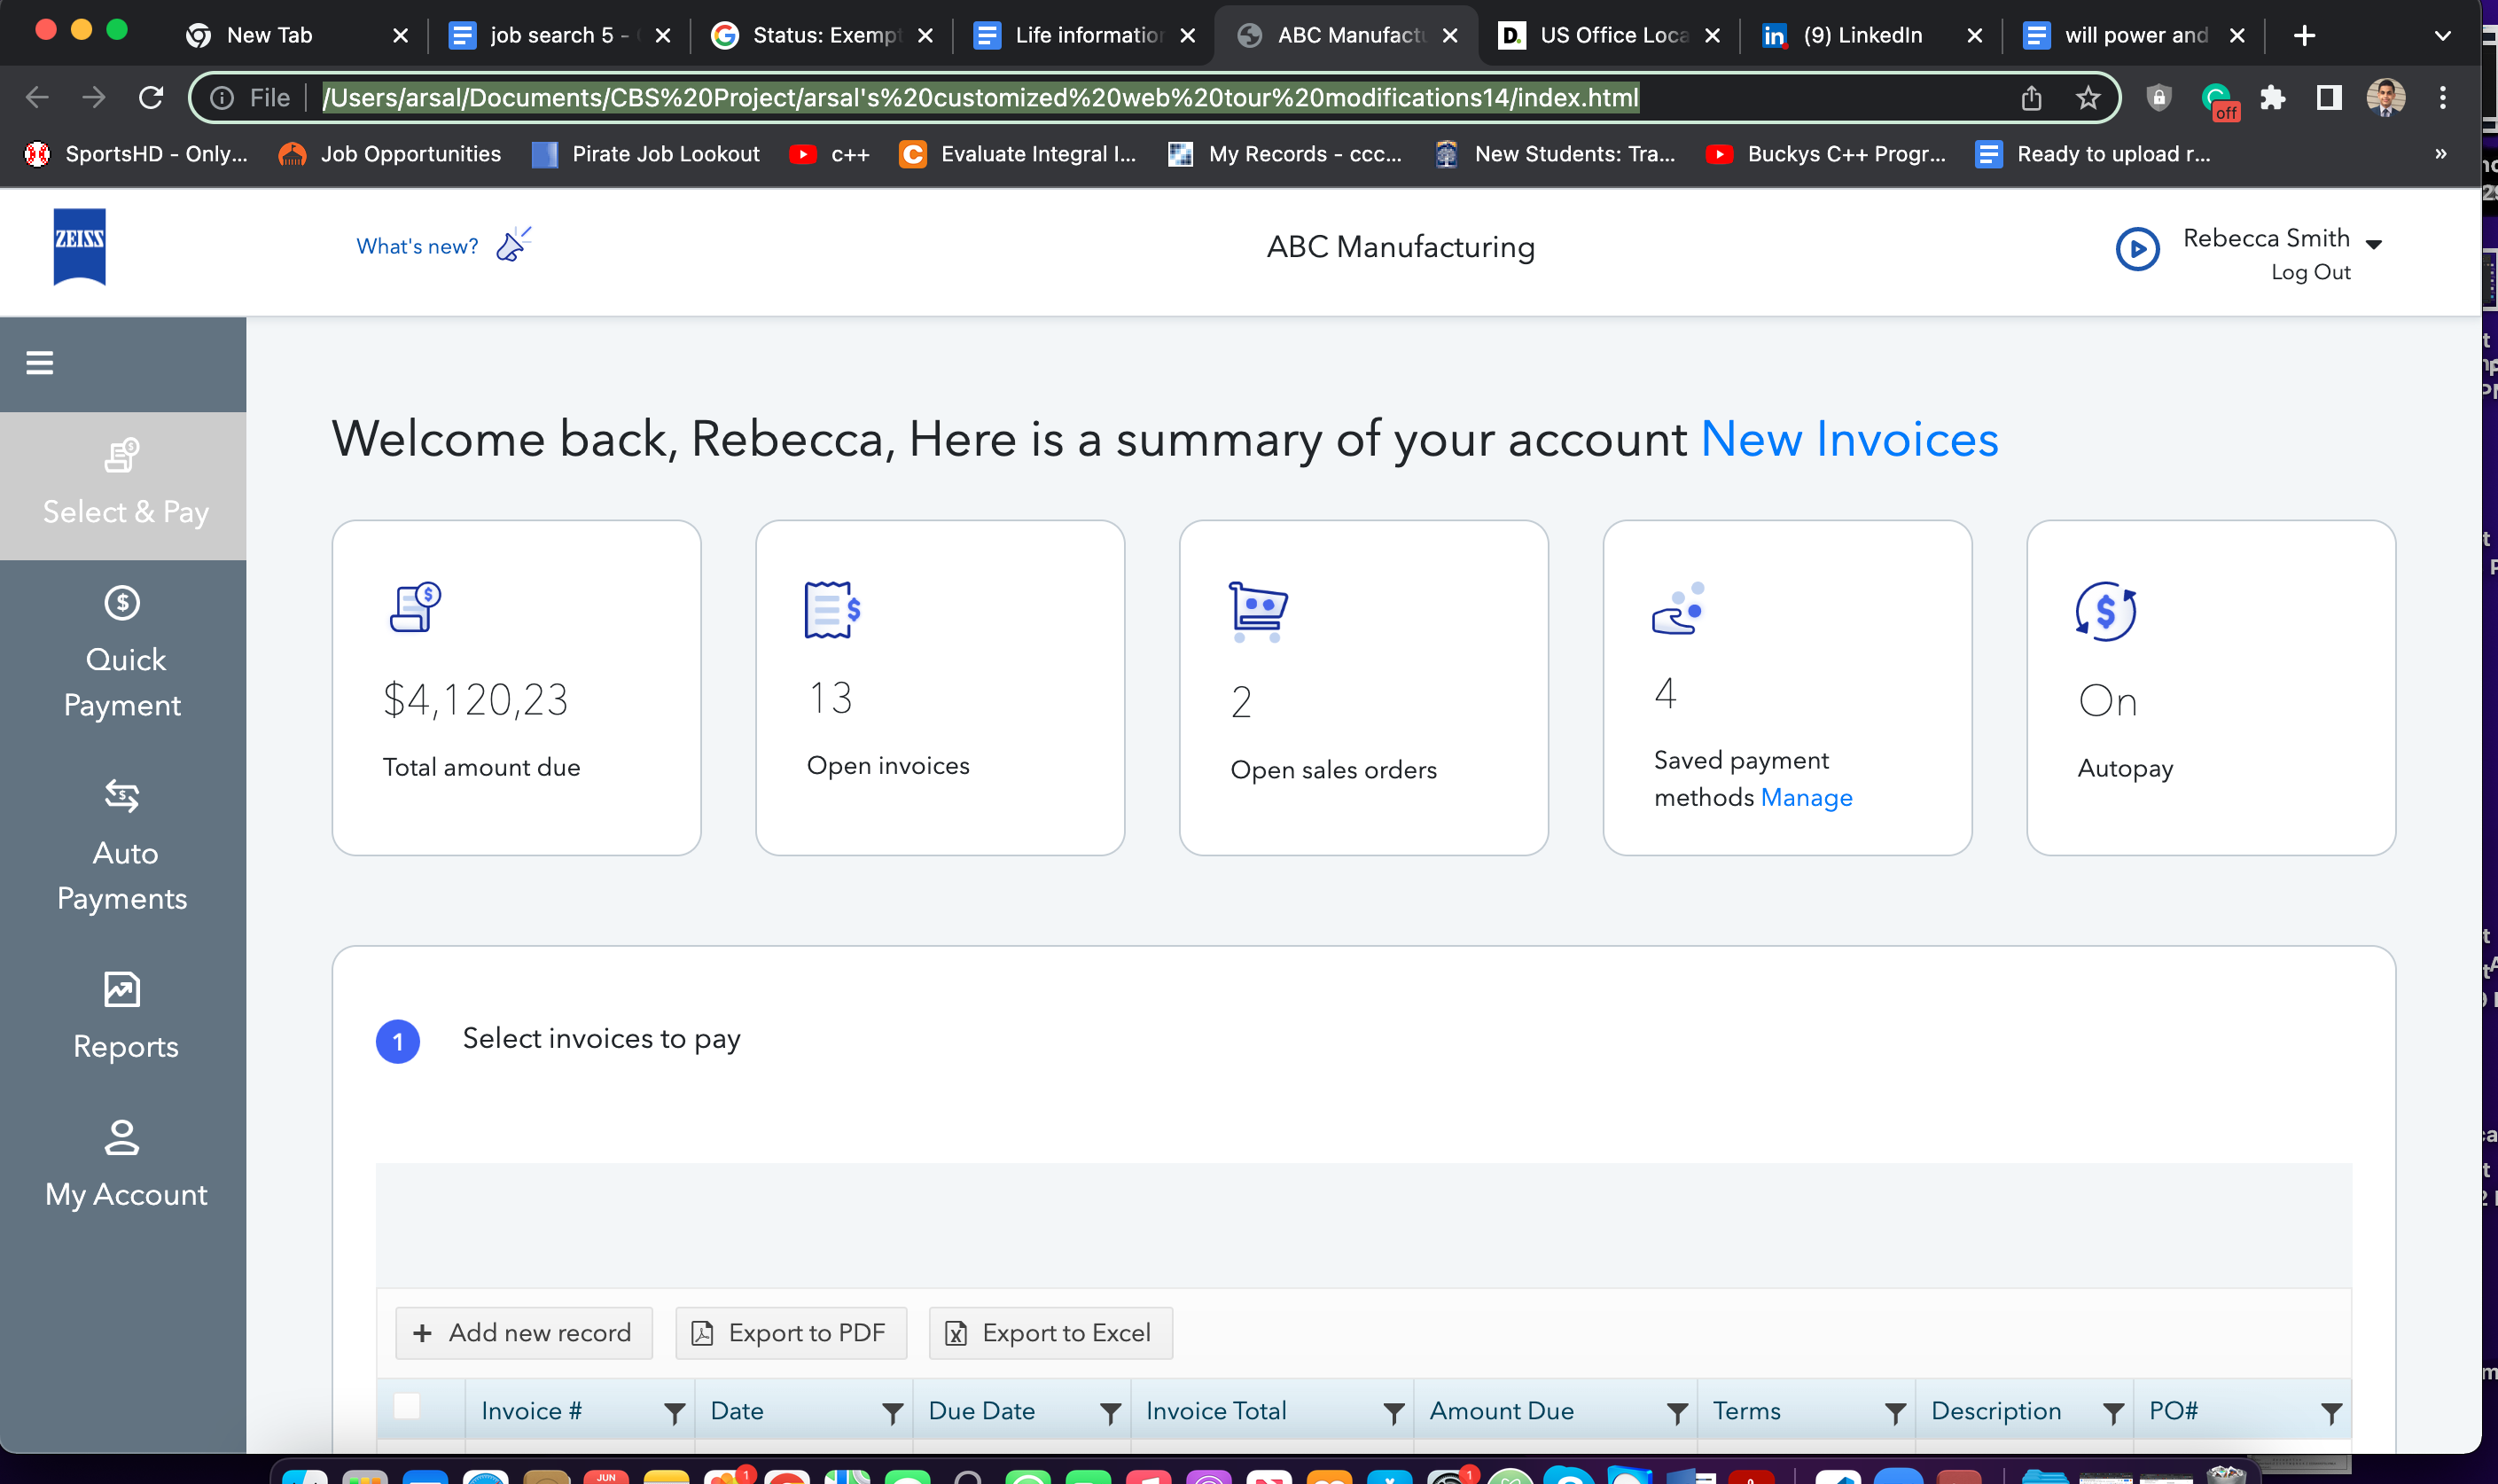 New Tab
job search 5 -
Status: Exempt
Life information
ABC Manufactu
US Office Loca
(9) LinkedIn
will power and
File
/Users/arsal/Documents/CBS%20Project/arsal's%20customized%20web%20tour%20modifications14/index.html
off
SportsHD - Only...
Job Opportunities
Pirate Job Lookout
c++
Evaluate Integral I...
My Records - ccc...
New Students: Tra...
Buckys C++ Progr...
Ready to upload r...
»
ZEISS
What's new?
ABC Manufacturing
Rebecca Smith
Log Out
Select & Pay
Quick
Payment
Auto
Payments
Reports
My Account
Welcome back, Rebecca, Here is a summary of your account New Invoices
$4,120,23
Total amount due
13
Open invoices
2
Open sales orders
4
Saved payment
methods Manage
On
Autopay
1 Select invoices to pay
+ Add new record
Export to PDF
Export to Excel
Invoice #
Date
Due Date
Invoice Total
Amount Due
Terms
Description
PO#
JUN
1
1